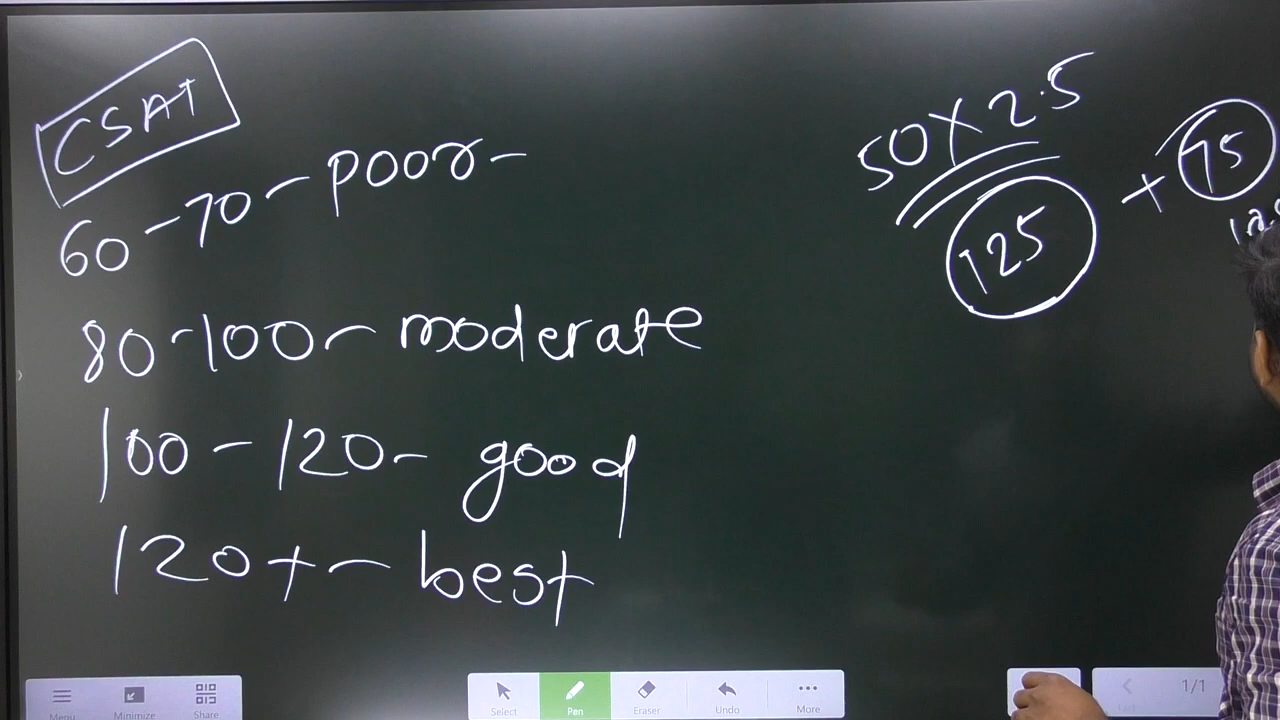 CSAT
60-70- poor-
80-100- moderate
100-120- good
120+- best
50×2.5
125 + 75
Menu Minimize Share Select Pen Eraser Undo More 1/1